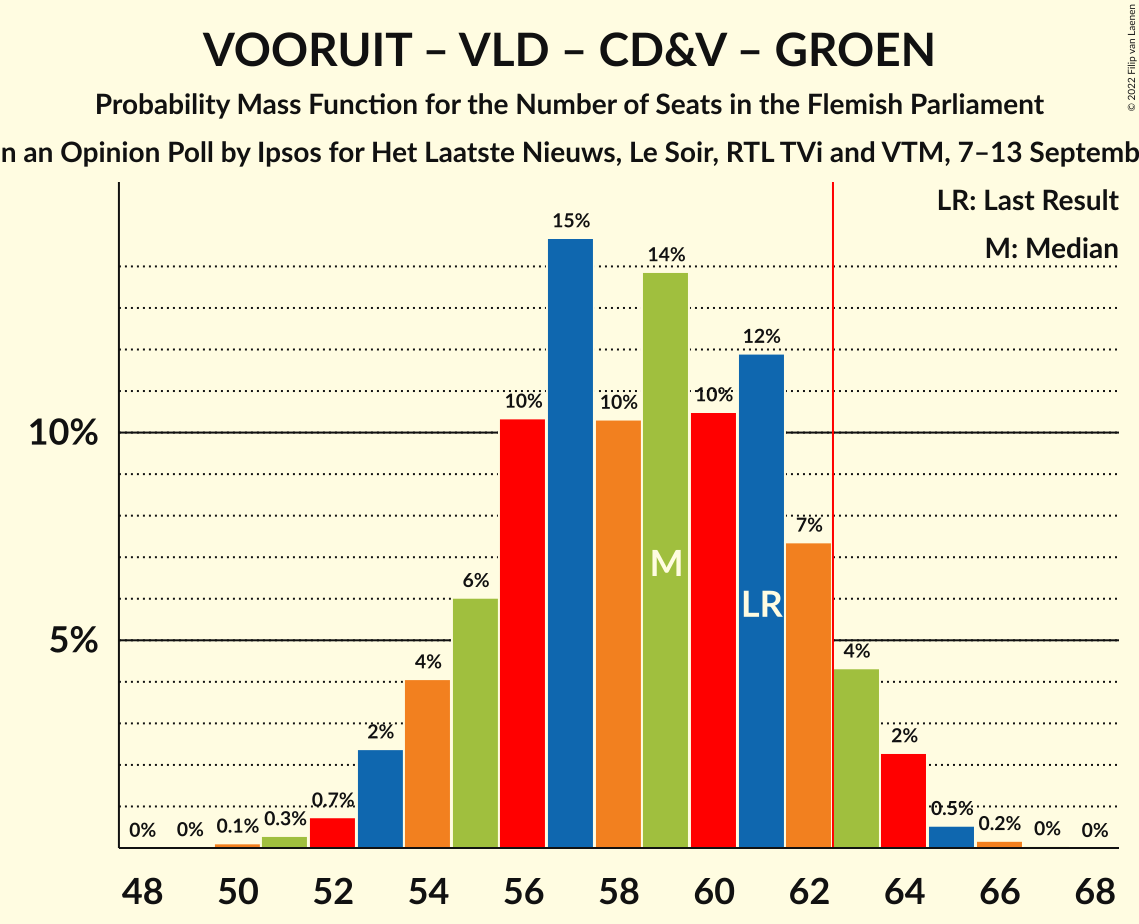 VOORUIT – VLD – CD&V – GROEN
Probability Mass Function for the Number of Seats in the Flemish Parliament
an Opinion Poll by Ipsos for Het Laatste Nieuws, Le Soir, RTL TVi and VTM, 7–13
© 2022 Filip van Laenen
LR: Last Result
M: Median
15%
14%
12%
10%
10%
10%
7%
6%
4%
4%
2%
2%
0.7%
0.5%
0.3%
0.2%
0.1%
0%
0%
0%
0%
10%
5%
M
LR
48 50 52 54 56 58 60 62 64 66 68